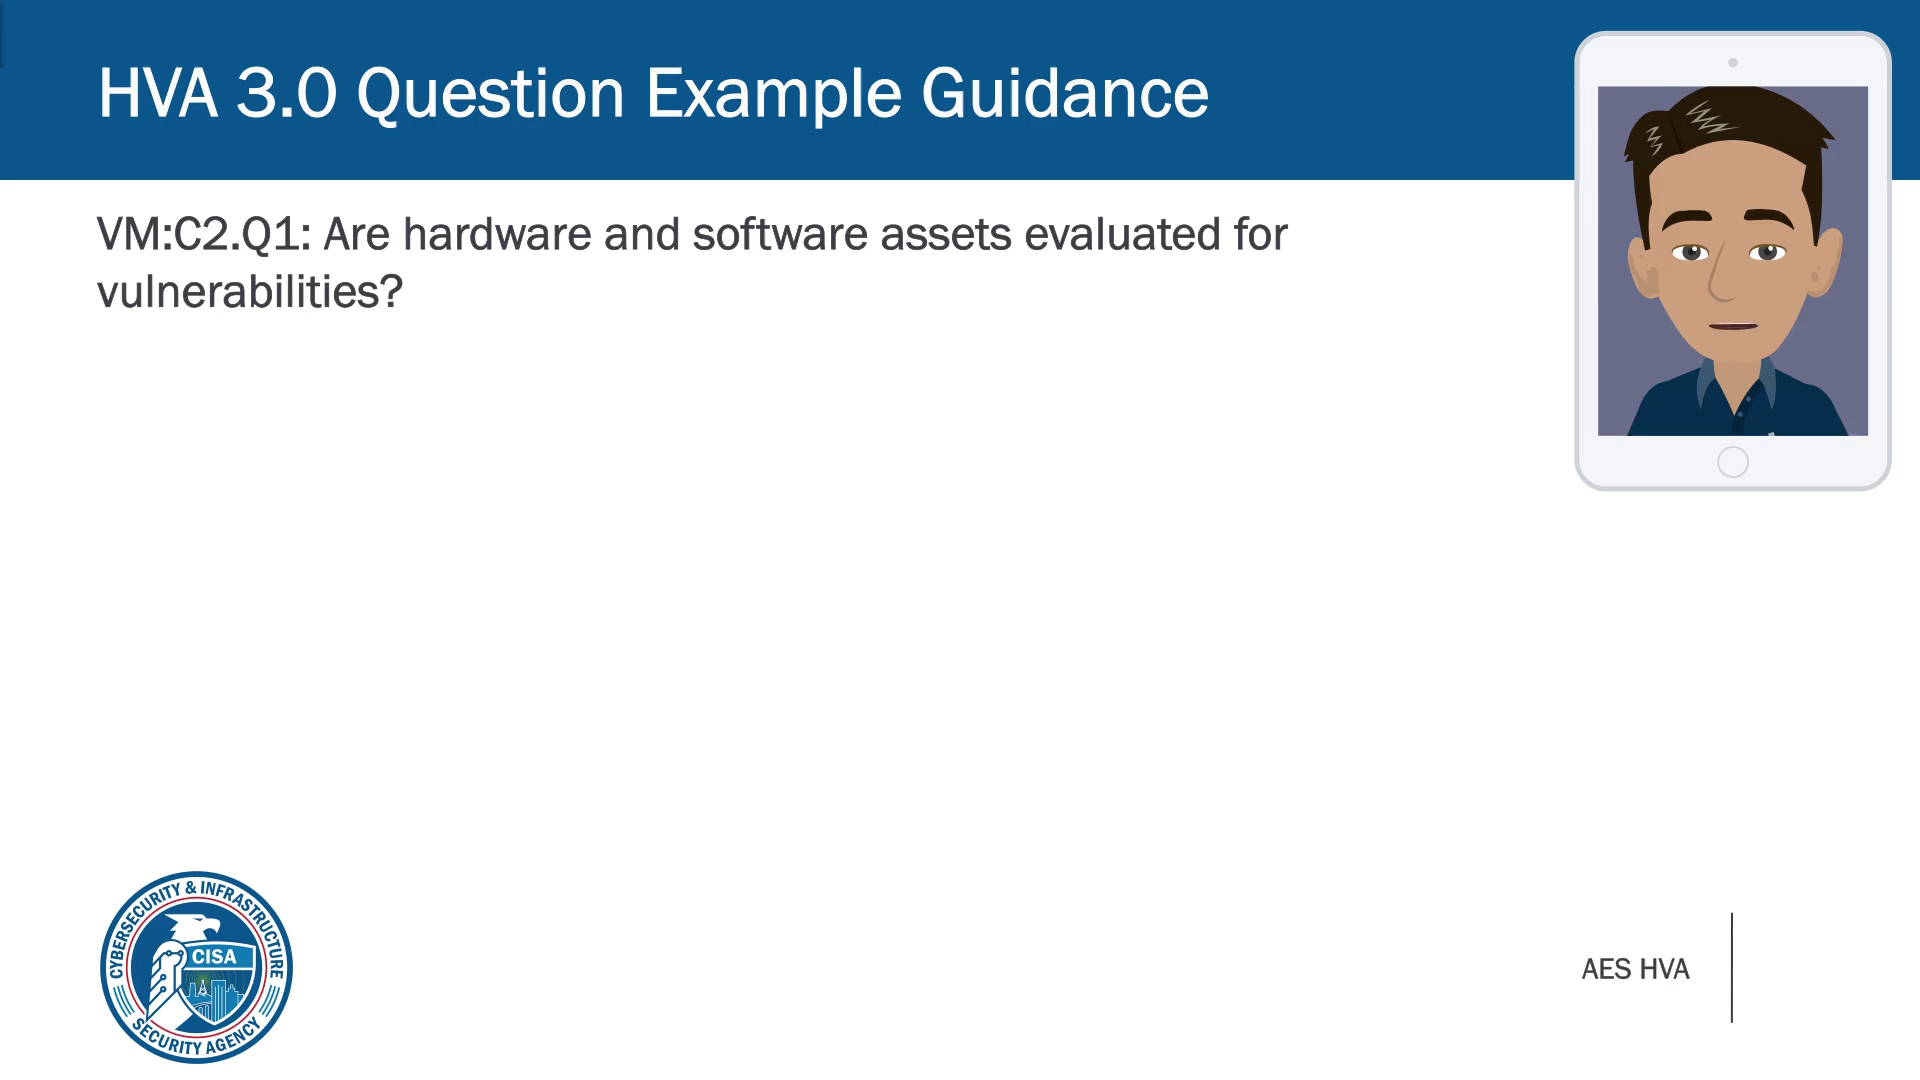 HVA 3.0 Question Example Guidance
VM:C2.Q1: Are hardware and software assets evaluated for
vulnerabilities?
CYBERSECURITY & INFRASTRUCTURE
CISA
SECURITY AGENCY
AES HVA